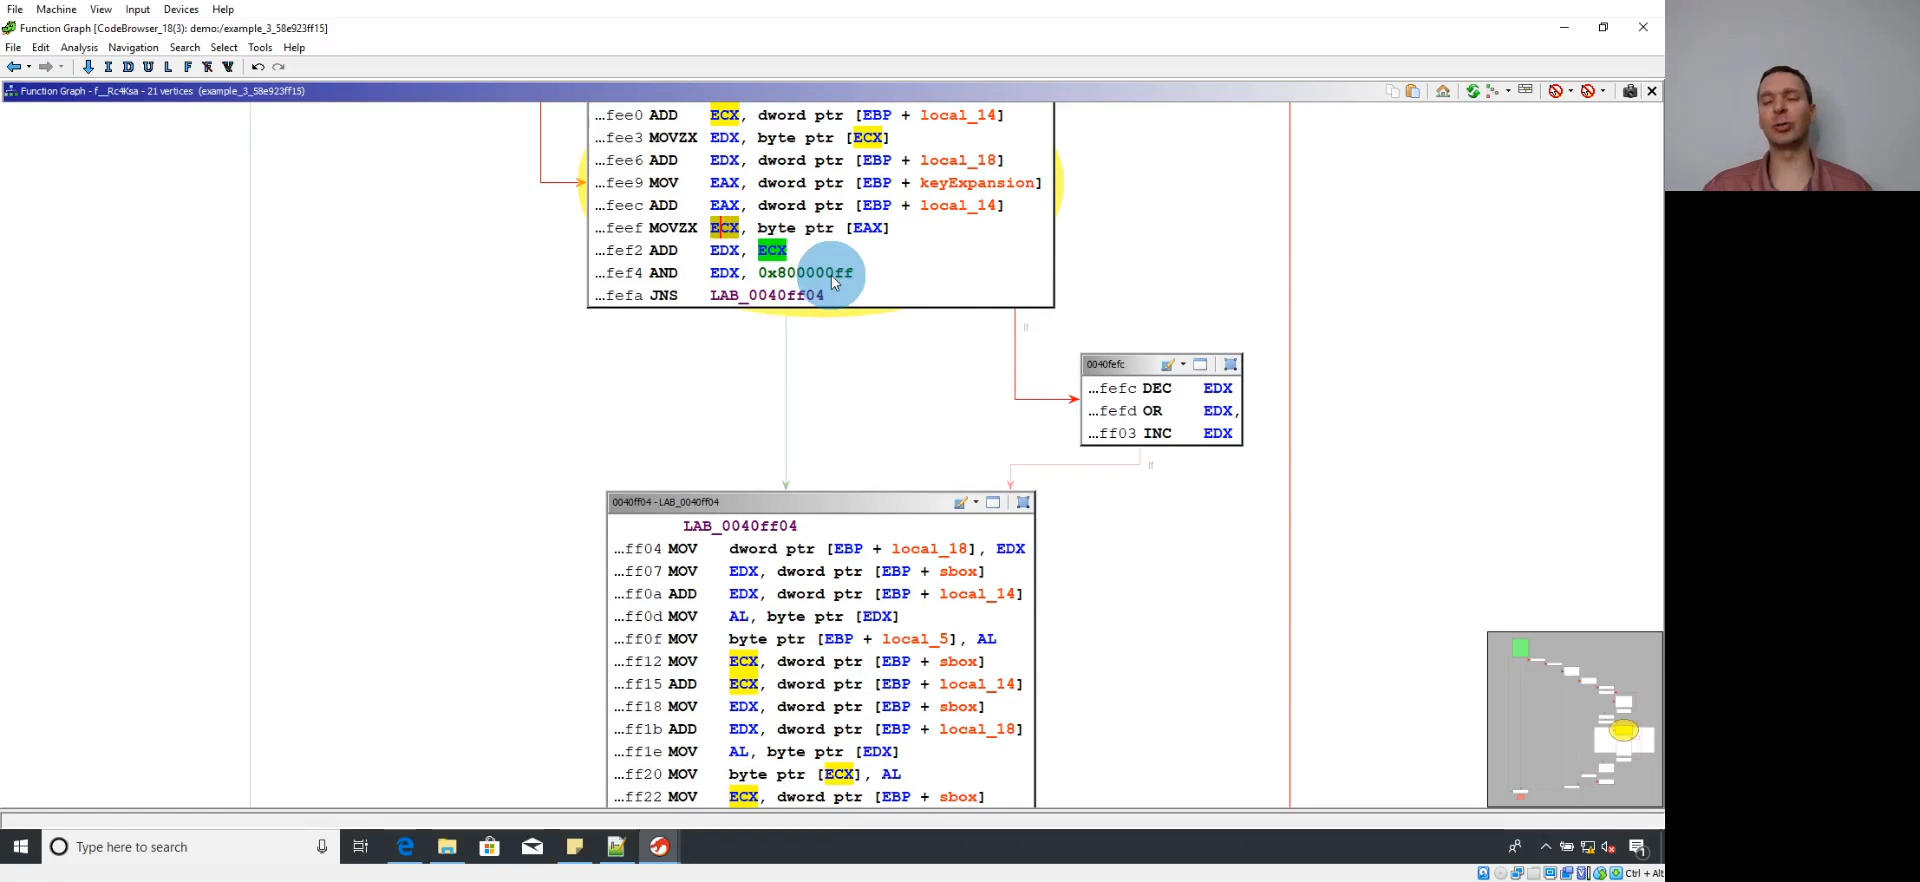 File Machine View Input Devices Help
Function Graph [CodeBrowser_18(3): demo:/example_3_58e923ff15]
File Edit Analysis Navigation Search Select Tools Help
I D U L F
Function Graph - f__Rc4Ksa - 21 vertices (example_3_58e923ff15)
...fee0 ADD ECX, dword ptr [EBP + local_14]
...fee3 MOVZX EDX, byte ptr [ECX]
...fee6 ADD EDX, dword ptr [EBP + local_18]
...fee9 MOV EAX, dword ptr [EBP + keyExpansion]
...feec ADD EAX, dword ptr [EBP + local_14]
...feef MOVZX ECX, byte ptr [EAX]
...fef2 ADD EDX, ECX
...fef4 AND EDX, 0x800000ff
...fefa JNS LAB_0040ff04
If
0040fefc
...fefc DEC EDX
...fefd OR EDX,
...ff03 INC EDX
If
0040ff04 - LAB_0040ff04
LAB_0040ff04
...ff04 MOV dword ptr [EBP + local_18], EDX
...ff07 MOV EDX, dword ptr [EBP + sbox]
...ff0a ADD EDX, dword ptr [EBP + local_14]
...ff0d MOV AL, byte ptr [EDX]
...ff0f MOV byte ptr [EBP + local_5], AL
...ff12 MOV ECX, dword ptr [EBP + sbox]
...ff15 ADD ECX, dword ptr [EBP + local_14]
...ff18 MOV EDX, dword ptr [EBP + sbox]
...ff1b ADD EDX, dword ptr [EBP + local_18]
...ff1e MOV AL, byte ptr [EDX]
...ff20 MOV byte ptr [ECX], AL
...ff22 MOV ECX, dword ptr [EBP + sbox]
Type here to search
1
Ctrl + Alt